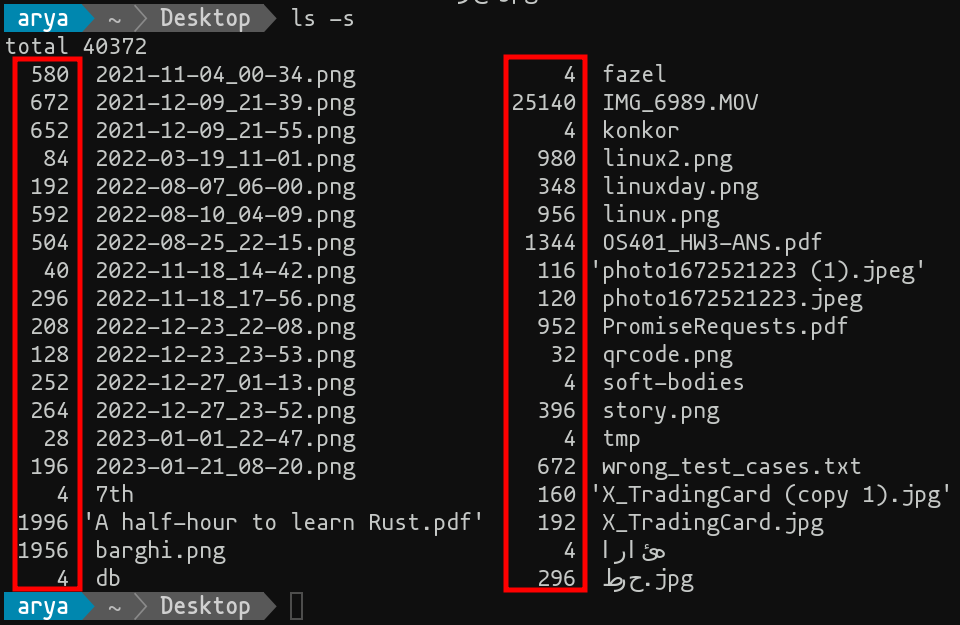 arya ~ Desktop ls -s
total 40372
580 2021-11-04_00-34.png 4 fazel
672 2021-12-09_21-39.png 25140 IMG_6989.MOV
652 2021-12-09_21-55.png 4 konkor
84 2022-03-19_11-01.png 980 linux2.png
192 2022-08-07_06-00.png 348 linuxday.png
592 2022-08-10_04-09.png 956 linux.png
504 2022-08-25_22-15.png 1344 OS401_HW3-ANS.pdf
40 2022-11-18_14-42.png 116 'photo1672521223 (1).jpeg'
296 2022-11-18_17-56.png 120 photo1672521223.jpeg
208 2022-12-23_22-08.png 952 PromiseRequests.pdf
128 2022-12-23_23-53.png 32 qrcode.png
252 2022-12-27_01-13.png 4 soft-bodies
264 2022-12-27_23-52.png 396 story.png
28 2023-01-01_22-47.png 4 tmp
196 2023-01-21_08-20.png 672 wrong_test_cases.txt
4 7th 160 'X_TradingCard (copy 1).jpg'
1996 'A half-hour to learn Rust.pdf' 192 X_TradingCard.jpg
1956 barghi.png 4 ارائه
4 db 296 طرح.jpg
arya ~ Desktop